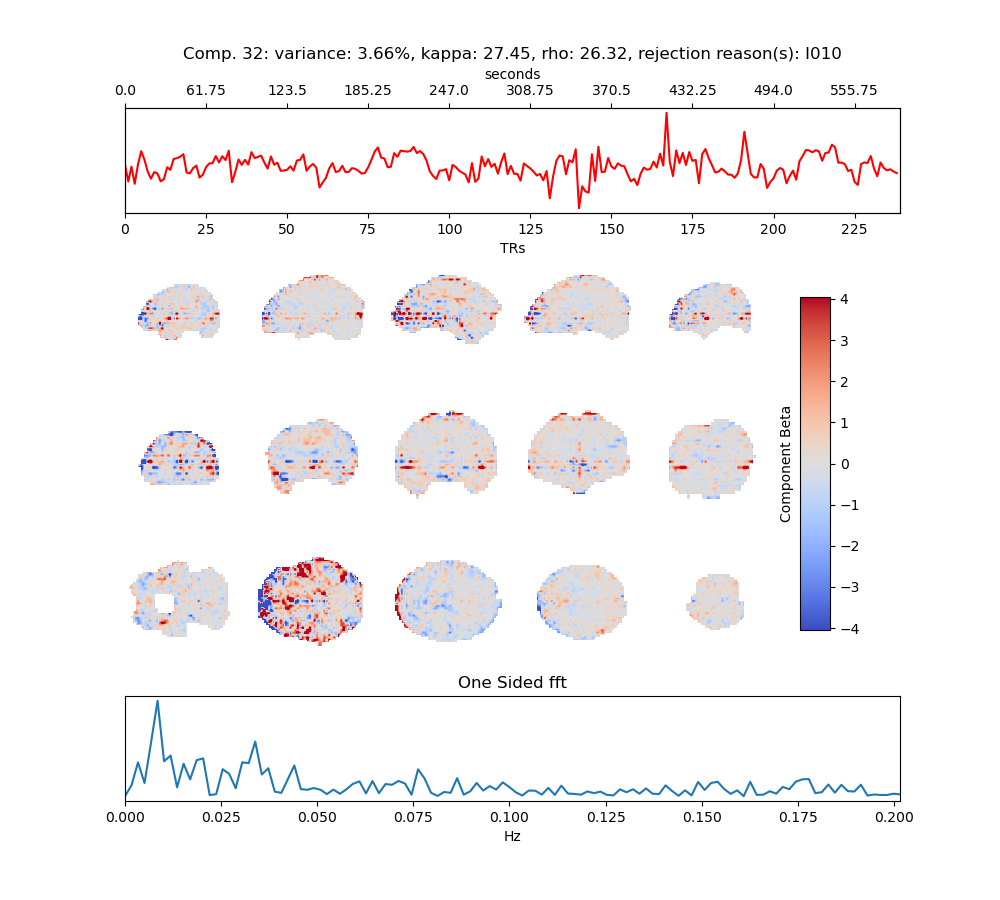 Comp. 32: variance: 3.66%, kappa: 27.45, rho: 26.32, rejection reason(s): I010
seconds
0.0 61.75 123.5 185.25 247.0 308.75 370.5 432.25 494.0 555.75
0 25 50 75 100 125 150 175 200 225
TRs
4
3
2
1
0
−1
−2
−3
−4
Component Beta
One Sided fft
0.000 0.025 0.050 0.075 0.100 0.125 0.150 0.175 0.200
Hz